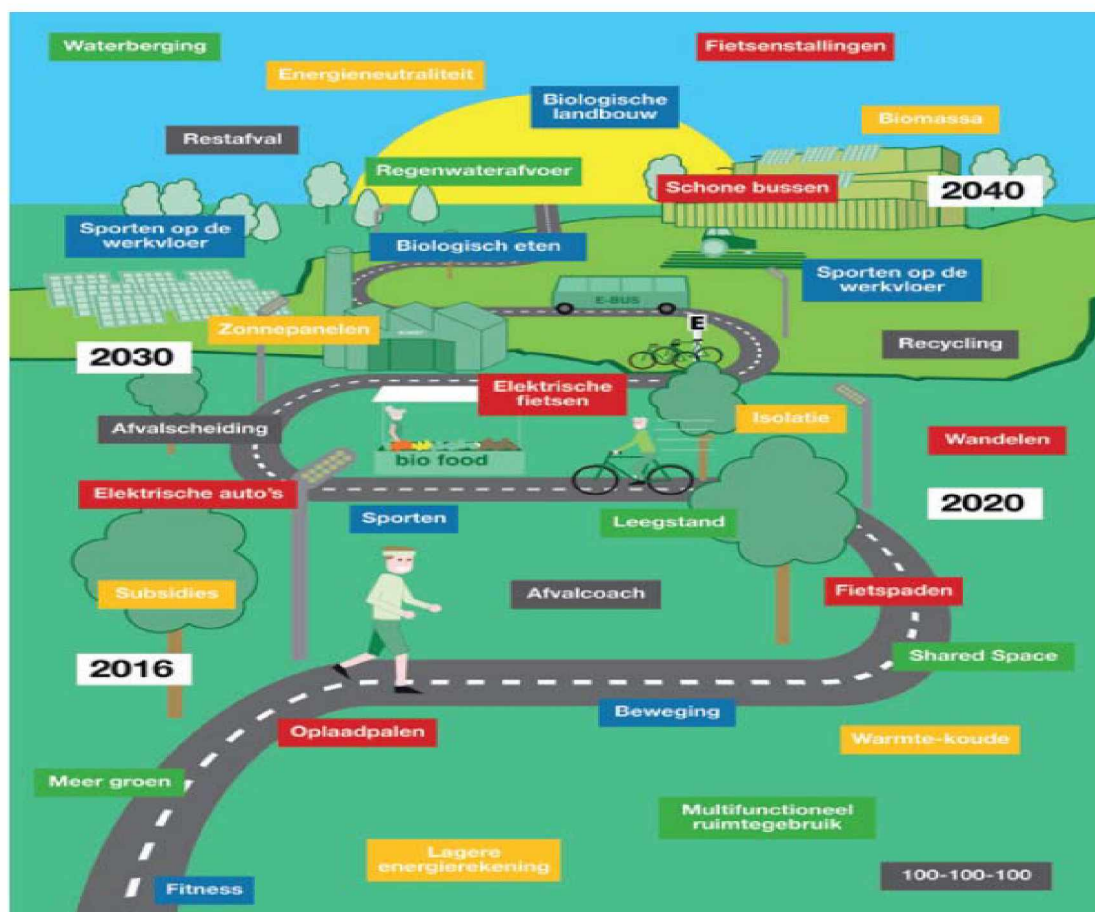 Waterberging
Fietsenstallingen
Energieneutraliteit
Biologische
landbouw
Biomassa
Restafval
Regenwaterafvoer
Schone bussen
2040
Sporten op de
werkvloer
Biologisch eten
Sporten op de
werkvloer
E-BUS
Zonnepanelen
E
2030
Recycling
Elektrische
fietsen
Afvalscheiding
Isolatie
Wandelen
bio food
Elektrische auto's
2020
Sporten
Leegstand
Subsidies
Afvalcoach
Fietspaden
2016
Shared Space
Beweging
Oplaadpalen
Warmte-koude
Meer groen
Multifunctioneel
ruimtegebruik
Lagere
energierekening
100-100-100
Fitness